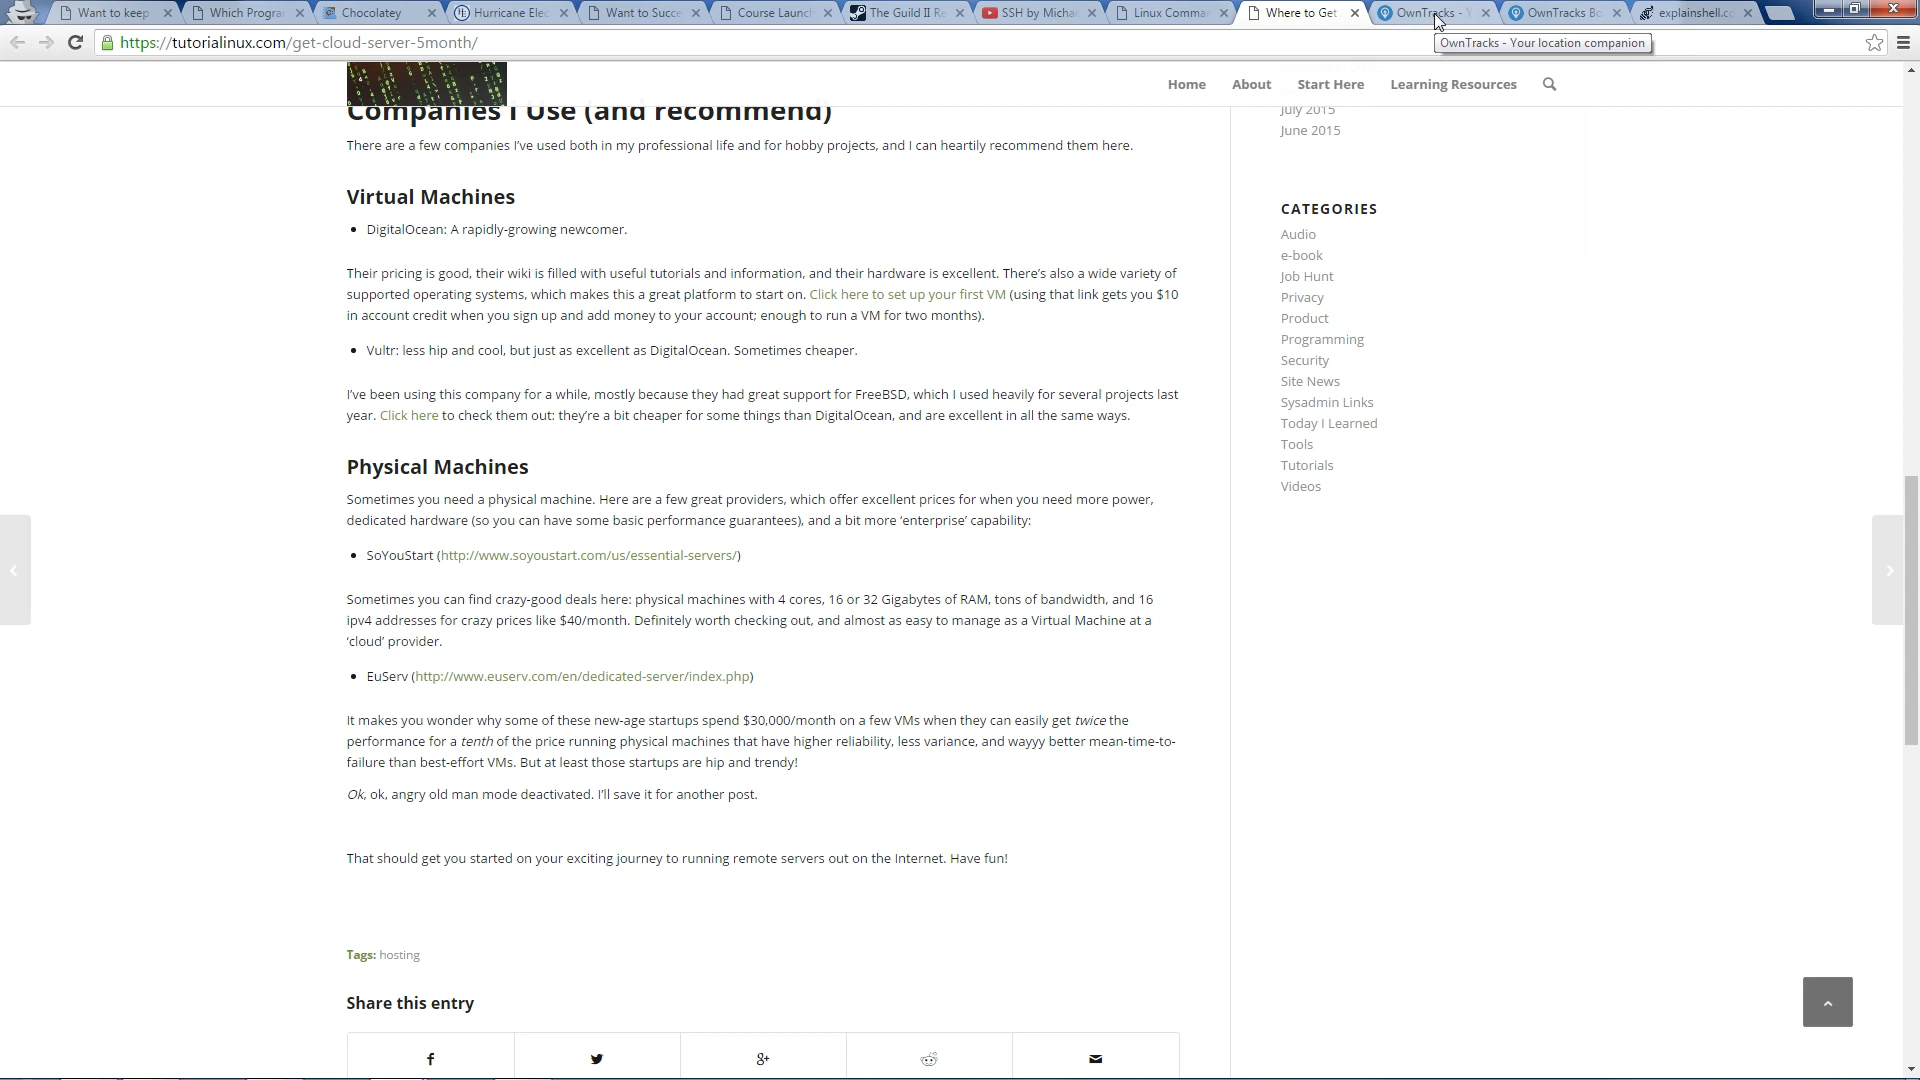 Want to keep
Which Progra
Chocolatey
Hurricane Elec
Want to Succe
Course Launch
The Guild II Re
SSH by Micha
Linux Comma
Where to Get
OwnTracks - Y
OwnTracks Bo
explainshell.co
https://tutorialinux.com/get-cloud-server-5month/
OwnTracks - Your location companion
Home
About
Start Here
Learning Resources
Companies I Use (and recommend)
There are a few companies I've used both in my professional life and for hobby projects, and I can heartily recommend them here.
Virtual Machines
DigitalOcean: A rapidly-growing newcomer.
Their pricing is good, their wiki is filled with useful tutorials and information, and their hardware is excellent. There's also a wide variety of
supported operating systems, which makes this a great platform to start on. Click here to set up your first VM (using that link gets you $10
in account credit when you sign up and add money to your account; enough to run a VM for two months).
Vultr: less hip and cool, but just as excellent as DigitalOcean. Sometimes cheaper.
I've been using this company for a while, mostly because they had great support for FreeBSD, which I used heavily for several projects last
year. Click here to check them out: they're a bit cheaper for some things than DigitalOcean, and are excellent in all the same ways.
Physical Machines
Sometimes you need a physical machine. Here are a few great providers, which offer excellent prices for when you need more power,
dedicated hardware (so you can have some basic performance guarantees), and a bit more 'enterprise' capability:
SoYouStart (http://www.soyoustart.com/us/essential-servers/)
Sometimes you can find crazy-good deals here: physical machines with 4 cores, 16 or 32 Gigabytes of RAM, tons of bandwidth, and 16
ipv4 addresses for crazy prices like $40/month. Definitely worth checking out, and almost as easy to manage as a Virtual Machine at a
'cloud' provider.
EuServ (http://www.euserv.com/en/dedicated-server/index.php)
It makes you wonder why some of these new-age startups spend $30,000/month on a few VMs when they can easily get twice the
performance for a tenth of the price running physical machines that have higher reliability, less variance, and wayyy better mean-time-to-
failure than best-effort VMs. But at least those startups are hip and trendy!
Ok, ok, angry old man mode deactivated. I'll save it for another post.
That should get you started on your exciting journey to running remote servers out on the Internet. Have fun!
Tags: hosting
Share this entry
July 2015
June 2015
CATEGORIES
Audio
e-book
Job Hunt
Privacy
Product
Programming
Security
Site News
Sysadmin Links
Today I Learned
Tools
Tutorials
Videos